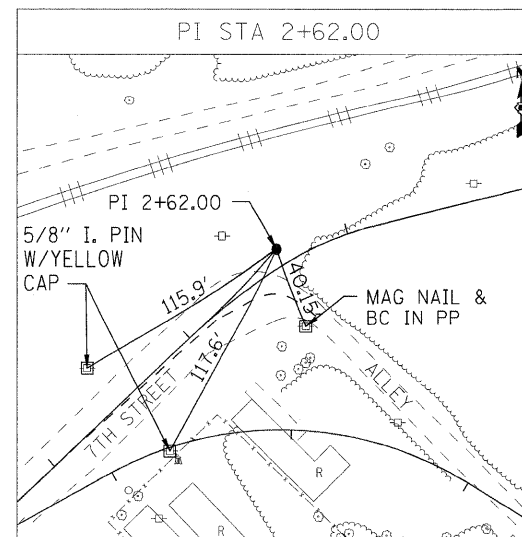 PI STA 2+62.00
PI 2+62.00
5/8" I. PIN
W/YELLOW
CAP
115.9'
40.15'
117.6'
MAG NAIL &
BC IN PP
7TH STREET
ALLEY
R
R
R